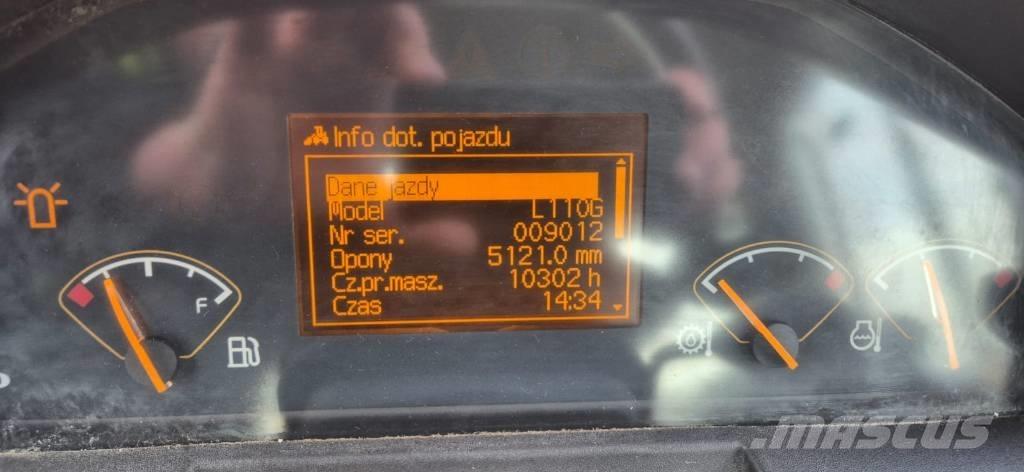 Info dot. pojazdu
Dane jazdy
Model L110G
Nr ser. 009012
Opony 5121.0 mm
Cz.pr.masz. 10302 h
Czas 14:34
F
MASCUS